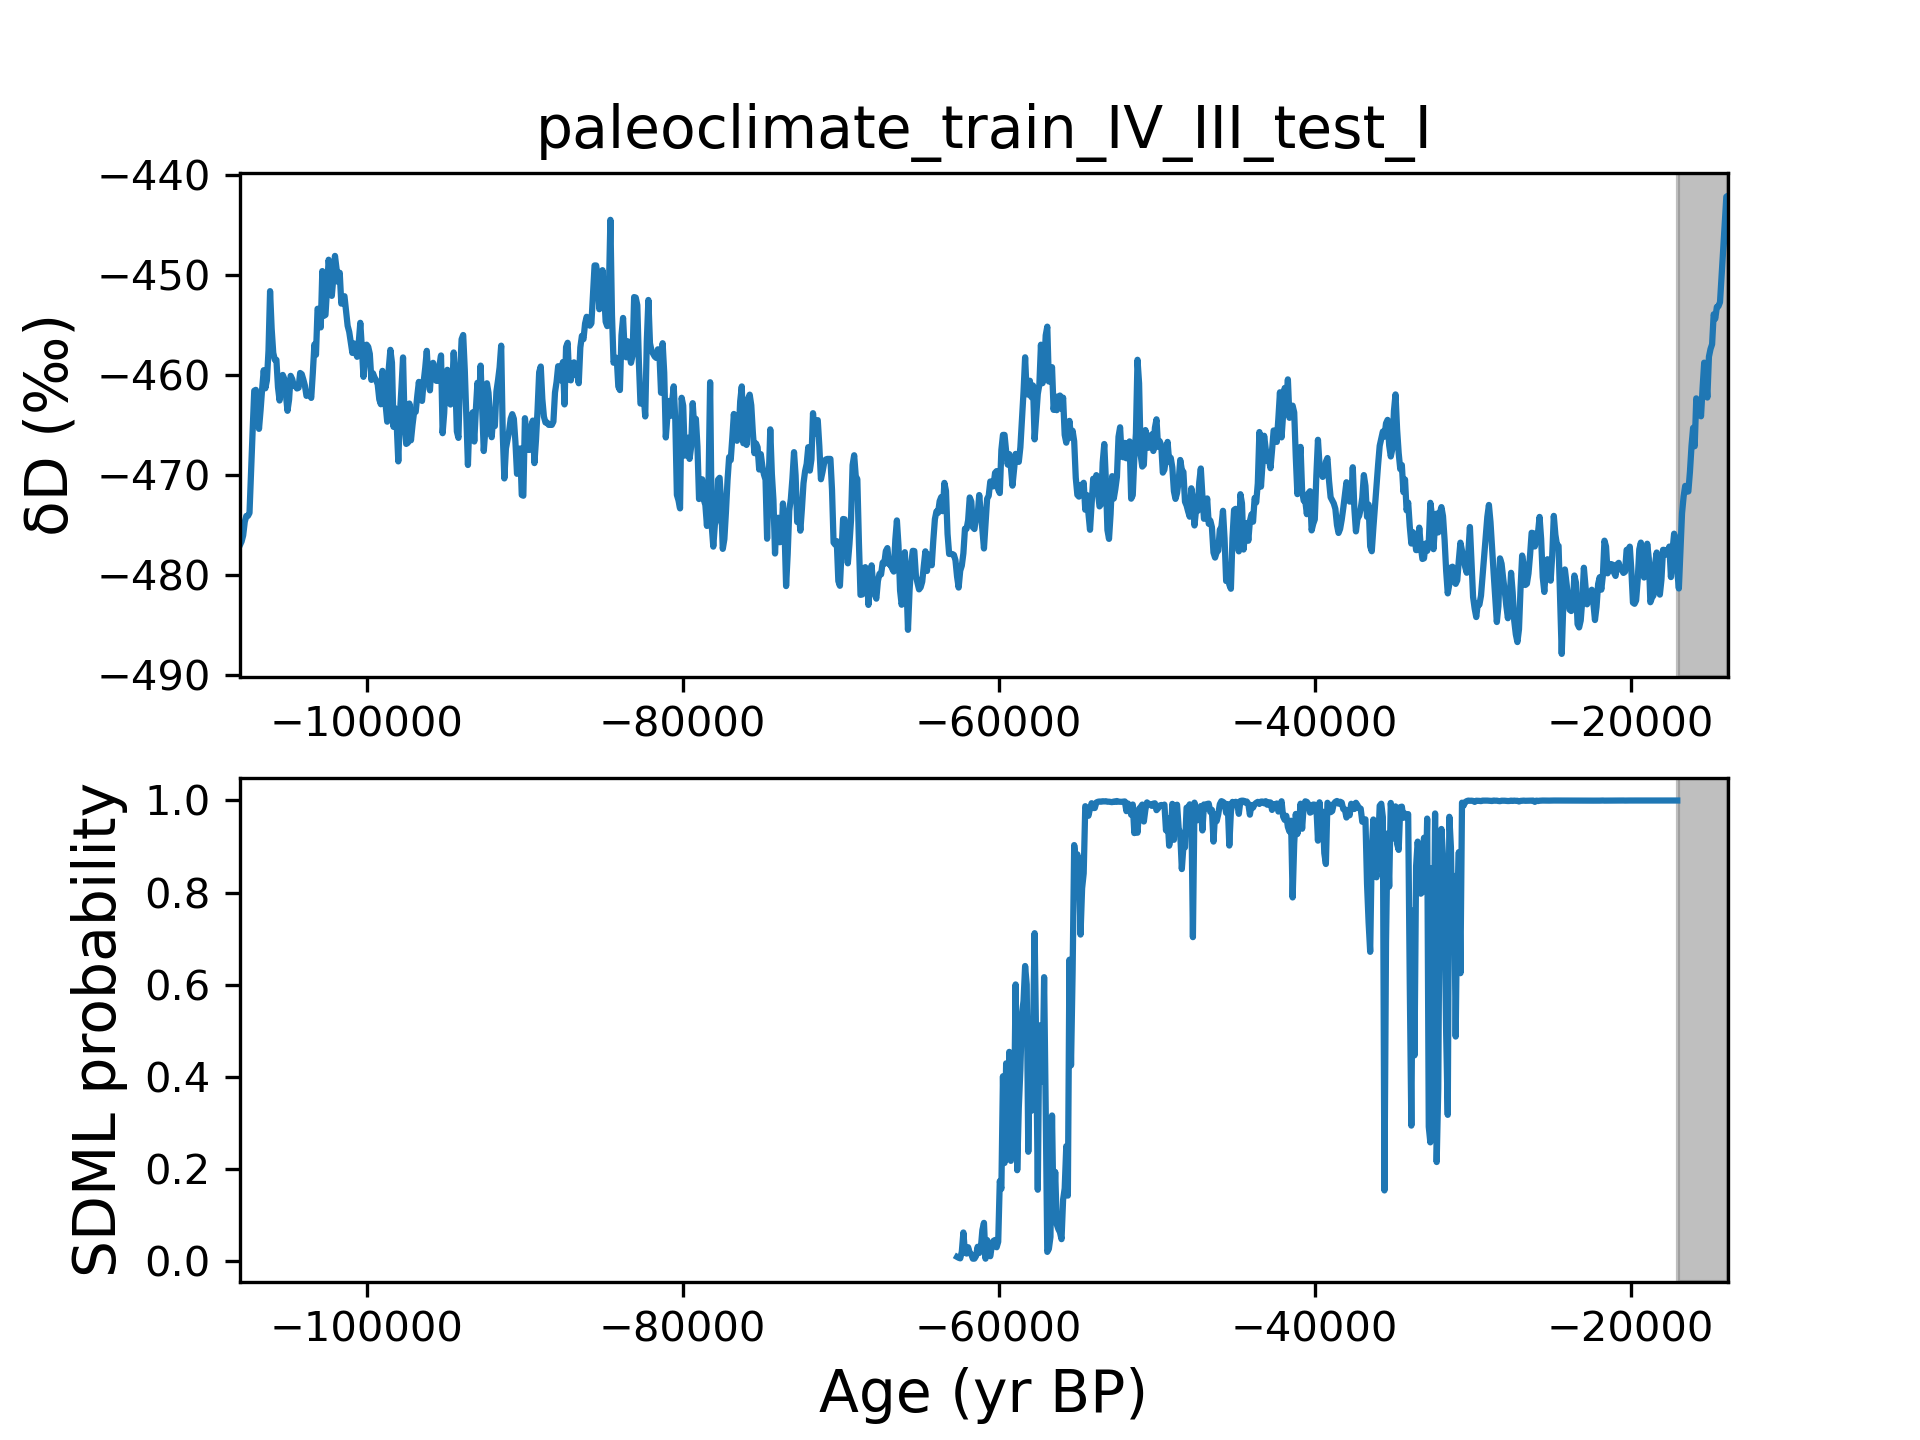 paleoclimate_train_IV_III_test_I
δD (‰)
−440
−450
−460
−470
−480
−490
−100000 −80000 −60000 −40000 −20000
SDML probability
1.0
0.8
0.6
0.4
0.2
0.0
−100000 −80000 −60000 −40000 −20000
Age (yr BP)